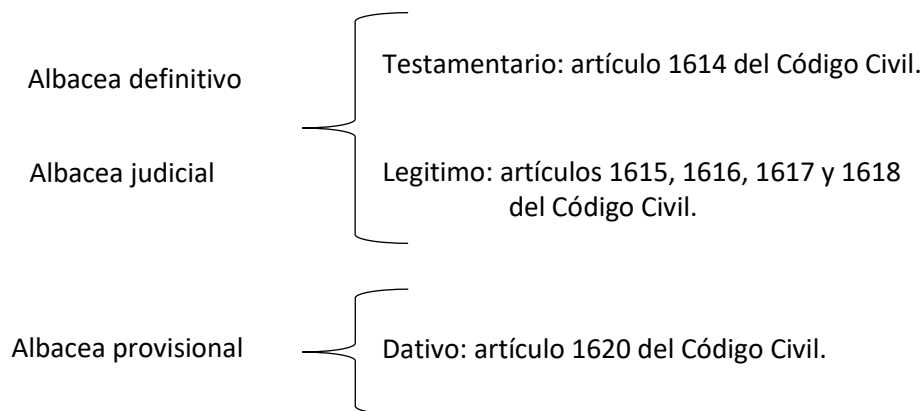 Albacea definitivo
Testamentario: artículo 1614 del Código Civil.
Albacea judicial
Legitimo: artículos 1615, 1616, 1617 y 1618
del Código Civil.
Albacea provisional
Dativo: artículo 1620 del Código Civil.